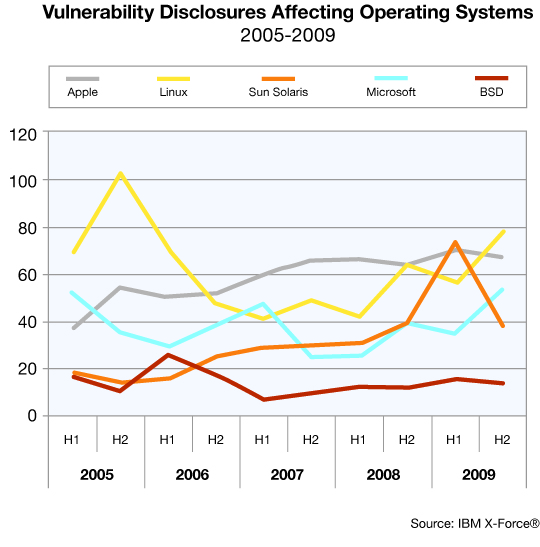 Vulnerability Disclosures Affecting Operating Systems
2005-2009
Apple Linux Sun Solaris Microsoft BSD
120
100
80
60
40
20
0
H1 H2 H1 H2 H1 H2 H1 H2 H1 H2
2005 2006 2007 2008 2009
Source: IBM X-Force®